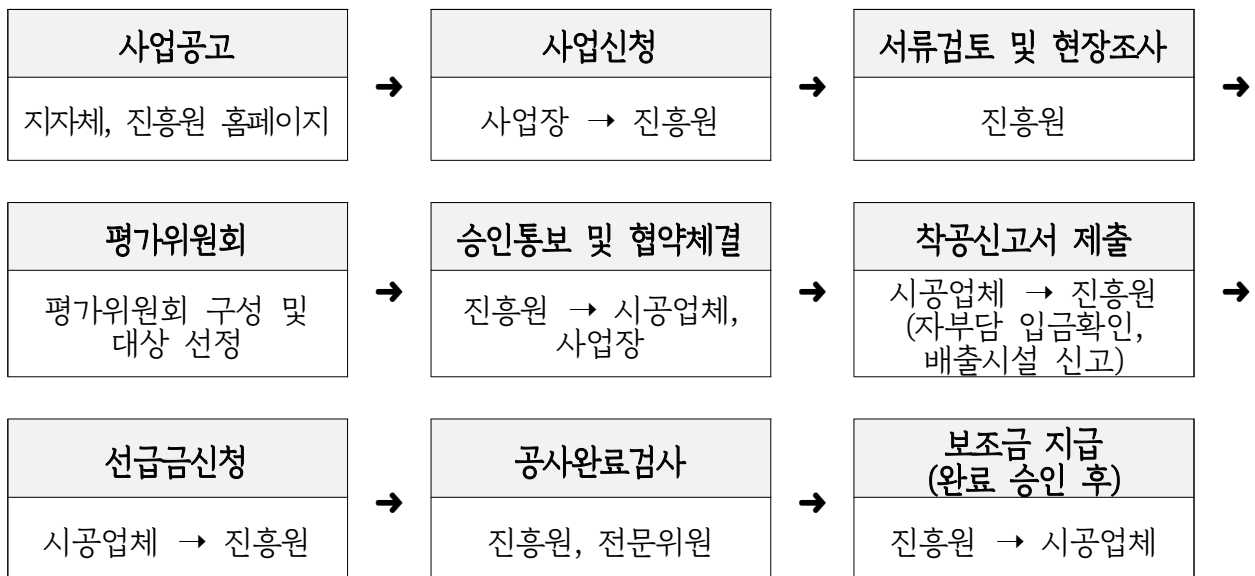 사업공고
지자체, 진흥원 홈페이지
➜
사업신청
사업장 → 진흥원
➜
서류검토 및 현장조사
진흥원
➜
평가위원회
평가위원회 구성 및
대상 선정
➜
승인통보 및 협약체결
진흥원 → 시공업체,
사업장
➜
착공신고서 제출
시공업체 → 진흥원
(자부담 입금확인,
배출시설 신고)
➜
선급금신청
시공업체 → 진흥원
➜
공사완료검사
진흥원, 전문위원
➜
보조금 지급
(완료 승인 후)
진흥원 → 시공업체